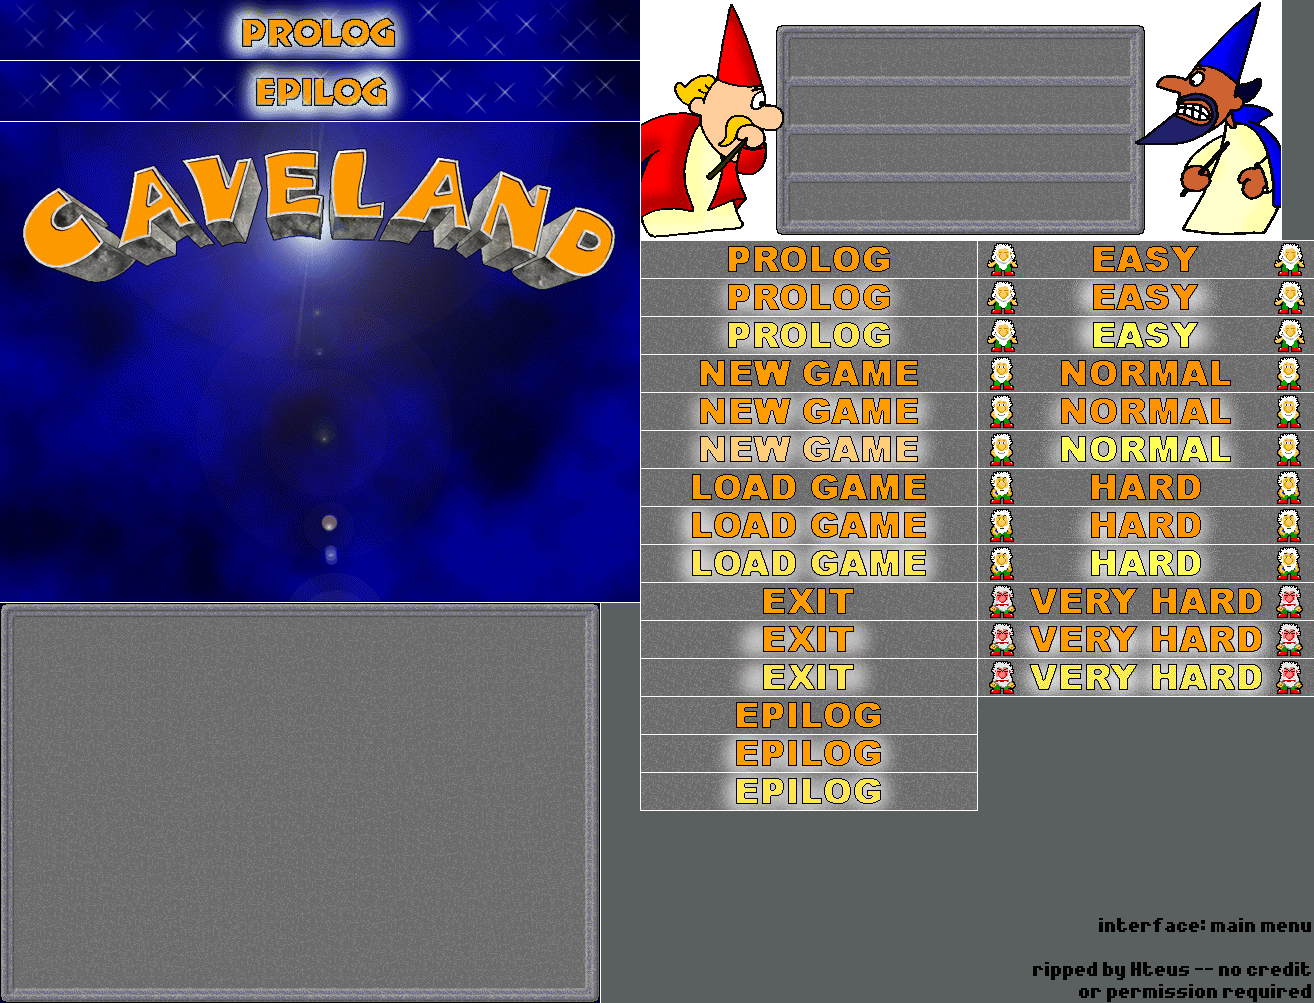 PROLOG
EPILOG
CAVELAND
PROLOG
PROLOG
PROLOG
NEW GAME
NEW GAME
NEW GAME
LOAD GAME
LOAD GAME
LOAD GAME
EXIT
EXIT
EXIT
EPILOG
EPILOG
EPILOG
EASY
EASY
EASY
NORMAL
NORMAL
NORMAL
HARD
HARD
HARD
VERY HARD
VERY HARD
VERY HARD
interface: main menu
ripped by Hteus -- no credit
or permission required